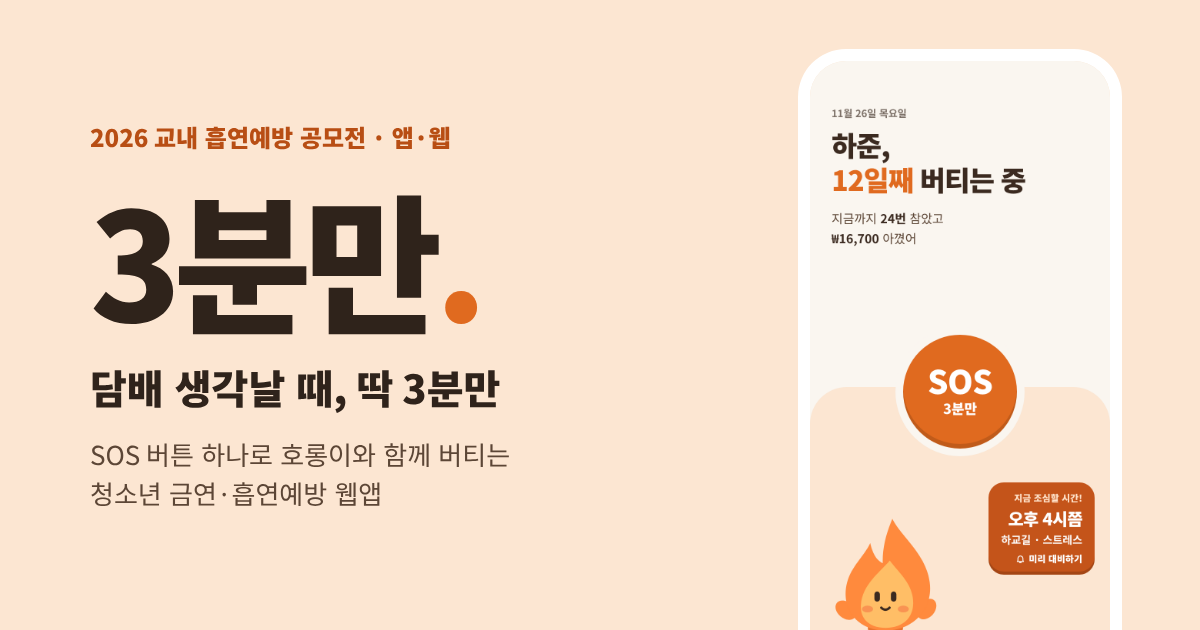 2026 교내 흡연예방 공모전 · 앱·웹
3분만.
담배 생각날 때, 딱 3분만
SOS 버튼 하나로 호롱이와 함께 버티는
청소년 금연·흡연예방 웹앱
11월 26일 목요일
하준,
12일째 버티는 중
지금까지 24번 참았고
₩16,700 아꼈어
SOS
3분만
지금 조심할 시간!
오후 4시쯤
하교길 · 스트레스
미리 대비하기